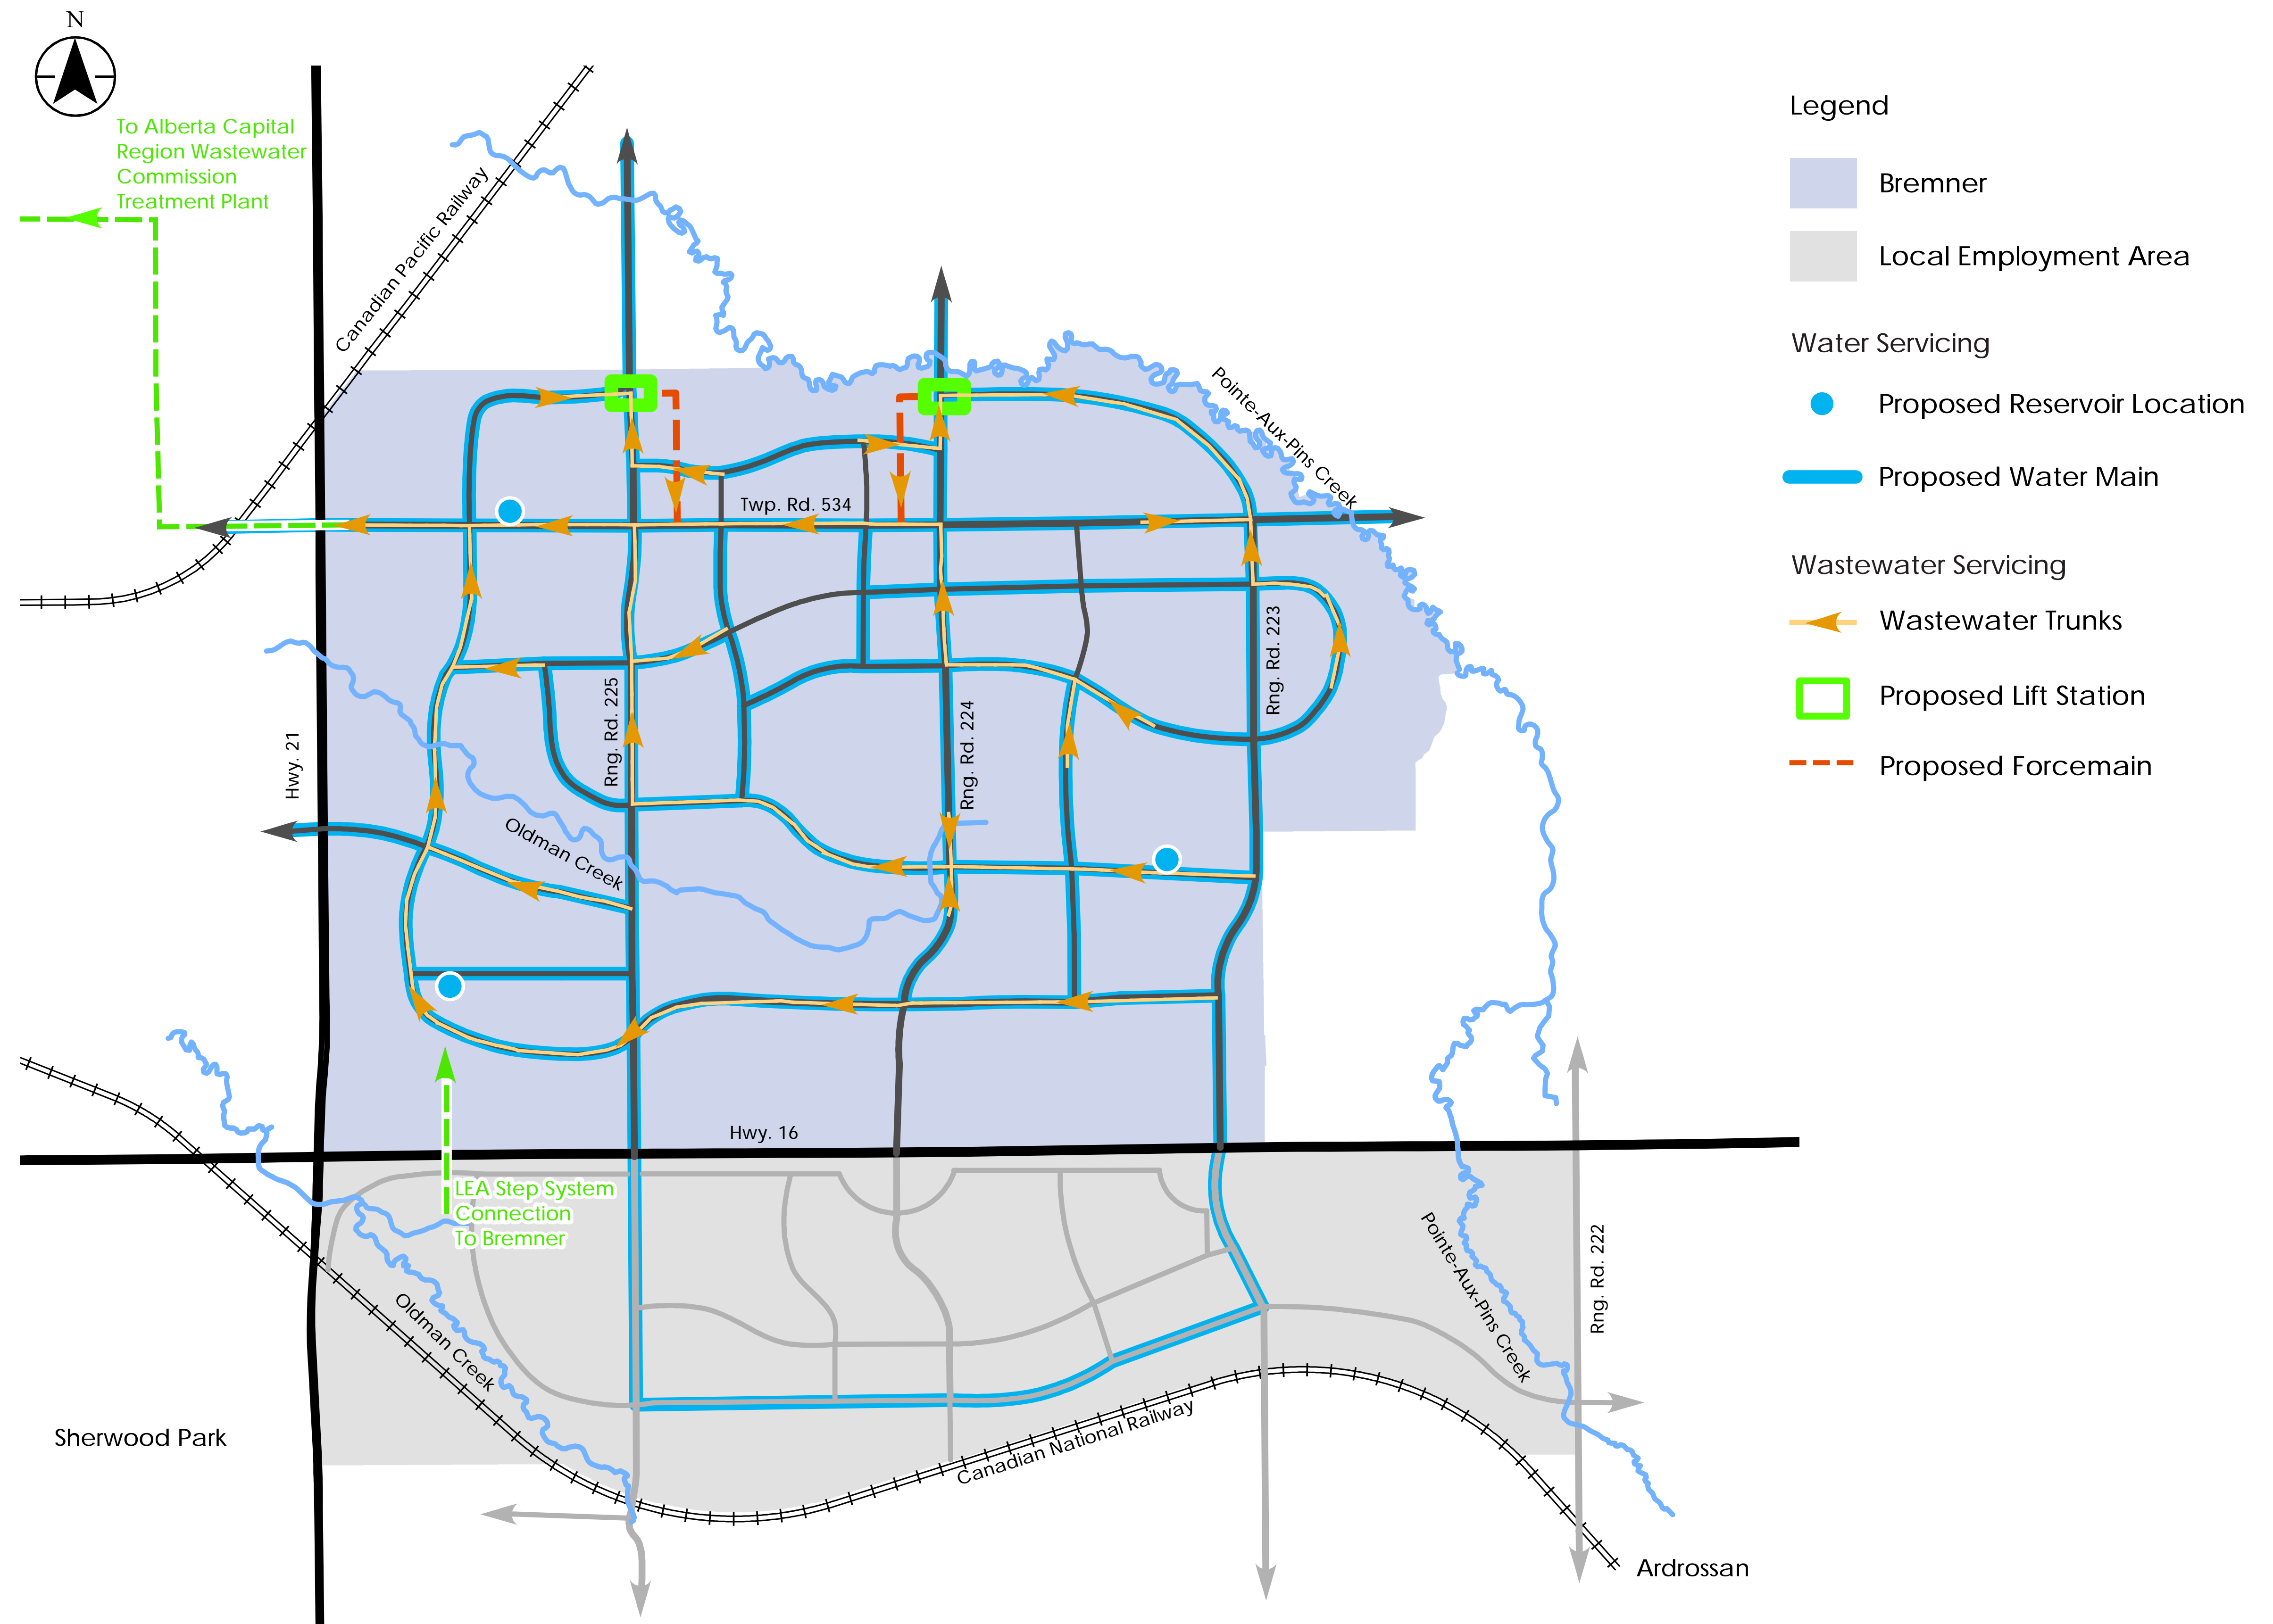 N
To Alberta Capital
Region Wastewater
Commission
Treatment Plant
Canadian Pacific Railway
Pointe-Aux-Pins Creek
Twp. Rd. 534
Rng. Rd. 223
Rng. Rd. 225
Rng. Rd. 224
Hwy. 21
Oldman Creek
Hwy. 16
LEA Step System
Connection
To Bremner
Oldman Creek
Pointe-Aux-Pins Creek
Rng. Rd. 222
Canadian National Railway
Sherwood Park
Ardrossan
Legend
Bremner
Local Employment Area
Water Servicing
Proposed Reservoir Location
Proposed Water Main
Wastewater Servicing
Wastewater Trunks
Proposed Lift Station
Proposed Forcemain